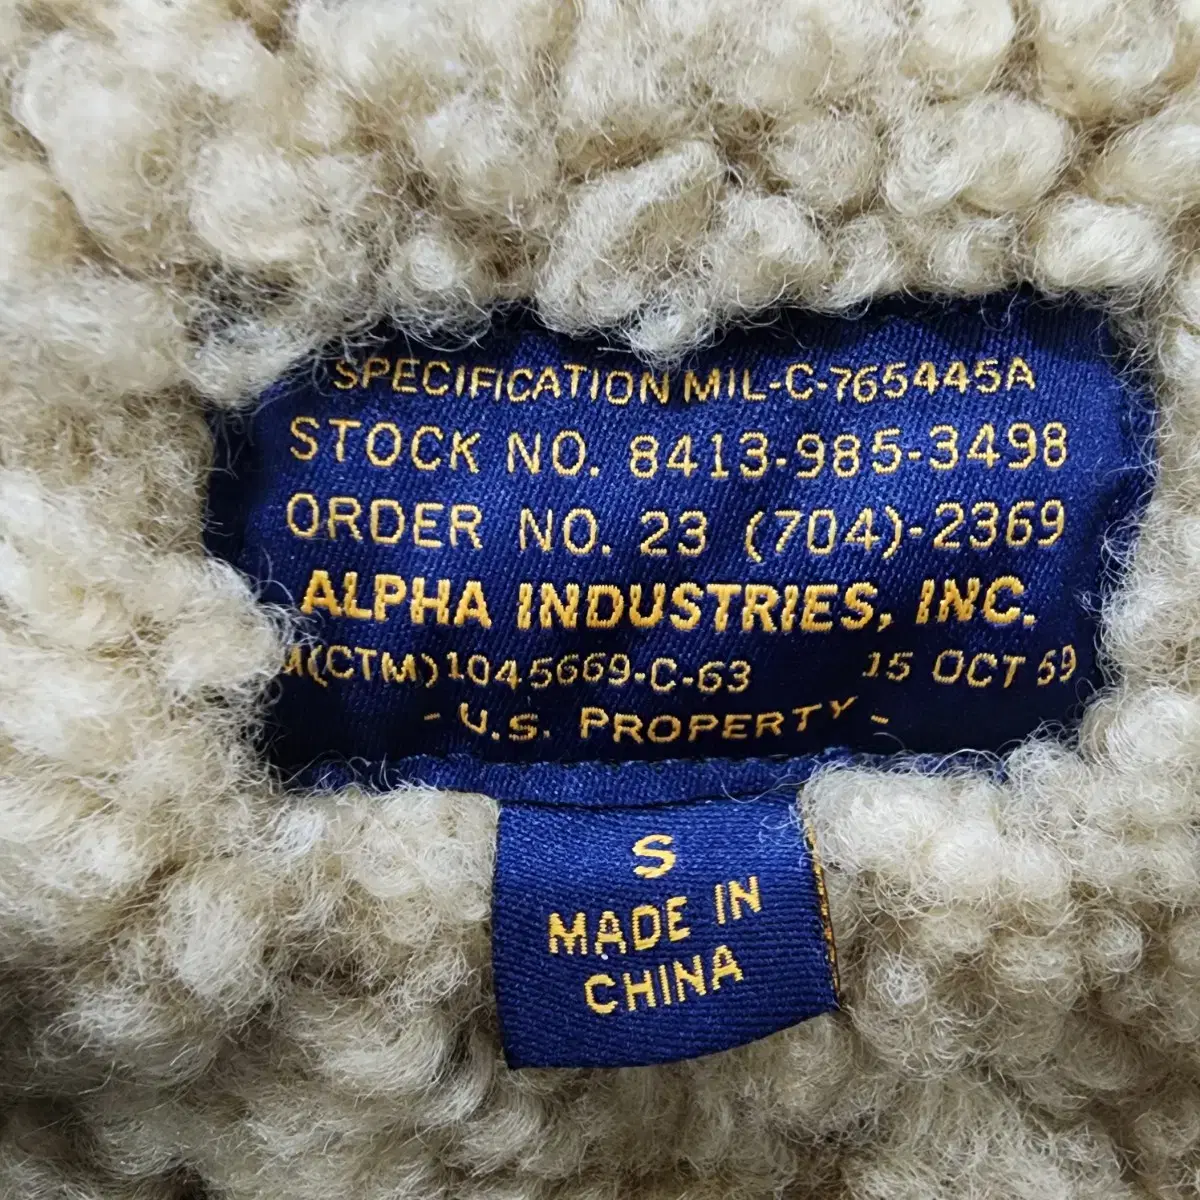 SPECIFICATION MIL-C-765445A
STOCK NO. 8413-985-3498
ORDER NO. 23 (704)-2369
ALPHA INDUSTRIES, INC.
M(CTM)1045669-C-63 15 OCT 59
- U.S. PROPERTY -
S
MADE IN
CHINA